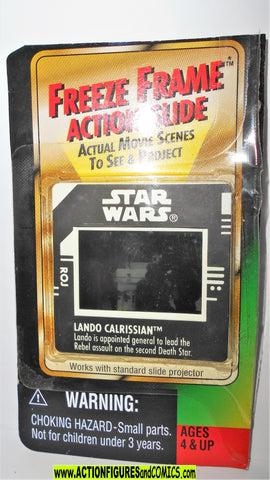 FREEZE FRAME™
ACTION SLIDE
ACTUAL MOVIE SCENES
TO SEE & PROJECT
STAR
WARS®
ROJ
LANDO CALRISSIAN™
Lando is appointed general to lead the
Rebel assault on the second Death Star.
Works with standard slide projector
WARNING:
CHOKING HAZARD-Small parts.
Not for children under 3 years.
AGES
4 & UP
www.ACTIONFIGURESandCOMICS.com